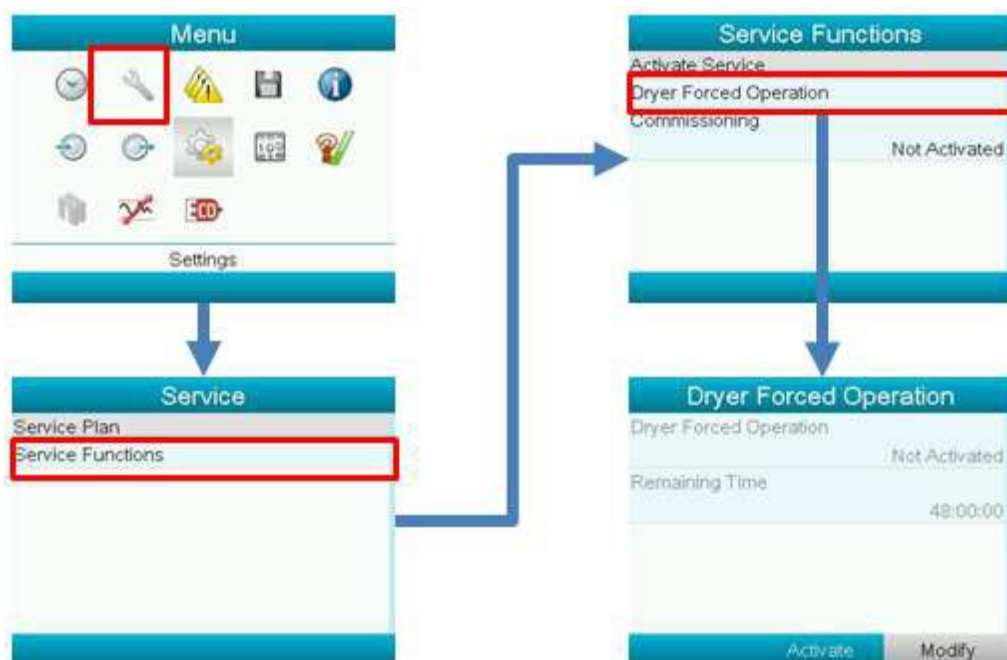 Menu
Settings
Service
Service Plan
Service Functions
Service Functions
Activate Service
Dryer Forced Operation
Commissioning
Not Activated
Dryer Forced Operation
Dryer Forced Operation
Not Activated
Remaining Time
48:00:00
Activate
Modify